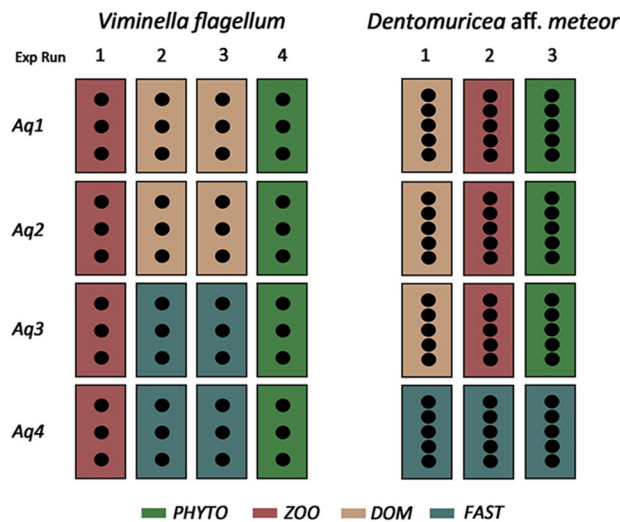 Viminella flagellum Dentomuricea aff. meteor
Exp Run 1 2 3 4 1 2 3
Aq1
Aq2
Aq3
Aq4
PHYTO ZOO DOM FAST